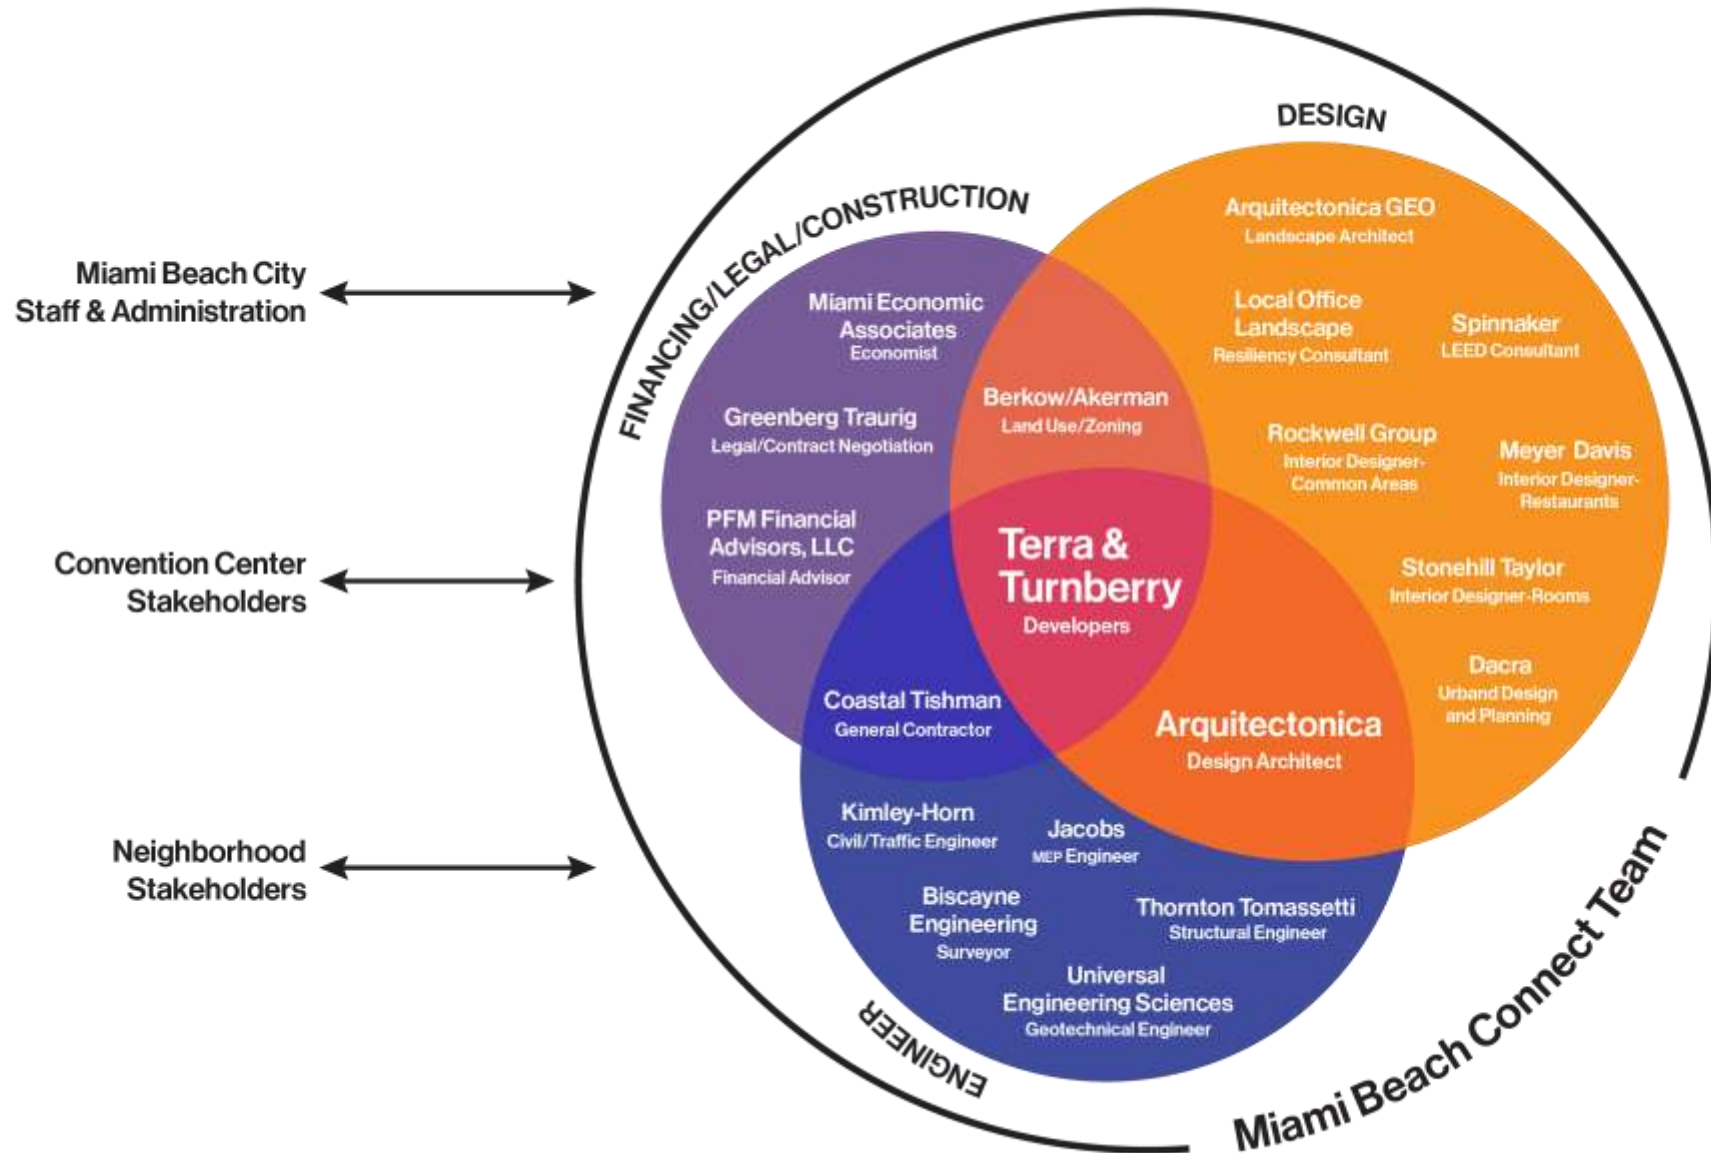 Miami Beach City
Staff & Administration
Convention Center
Stakeholders
Neighborhood
Stakeholders
FINANCING/LEGAL/CONSTRUCTION
Miami Economic
Associates
Economist
Greenberg Traurig
Legal/Contract Negotiation
PFM Financial
Advisors, LLC
Financial Advisor
Berkow/Akerman
Land Use/Zoning
Terra &
Turnberry
Developers
Coastal Tishman
General Contractor
DESIGN
Arquitectonica GEO
Landscape Architect
Local Office
Landscape
Resiliency Consultant
Spinnaker
LEED Consultant
Rockwell Group
Interior Designer-
Common Areas
Meyer Davis
Interior Designer-
Restaurants
Stonehill Taylor
Interior Designer-Rooms
Dacra
Urband Design
and Planning
Arquitectonica
Design Architect
Kimley-Horn
Civil/Traffic Engineer
Jacobs
MEP Engineer
Biscayne
Engineering
Surveyor
Thornton Tomassetti
Structural Engineer
Universal
Engineering Sciences
Geotechnical Engineer
ENGINEER
Miami Beach Connect Team